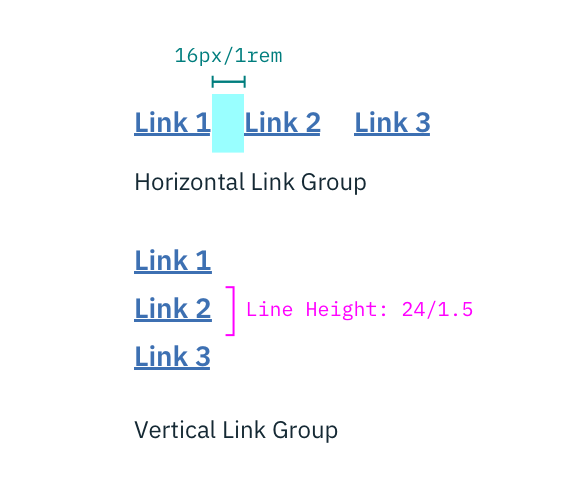 16px/1rem
Link 1 Link 2 Link 3
Horizontal Link Group
Link 1
Link 2 Line Height: 24/1.5
Link 3
Vertical Link Group